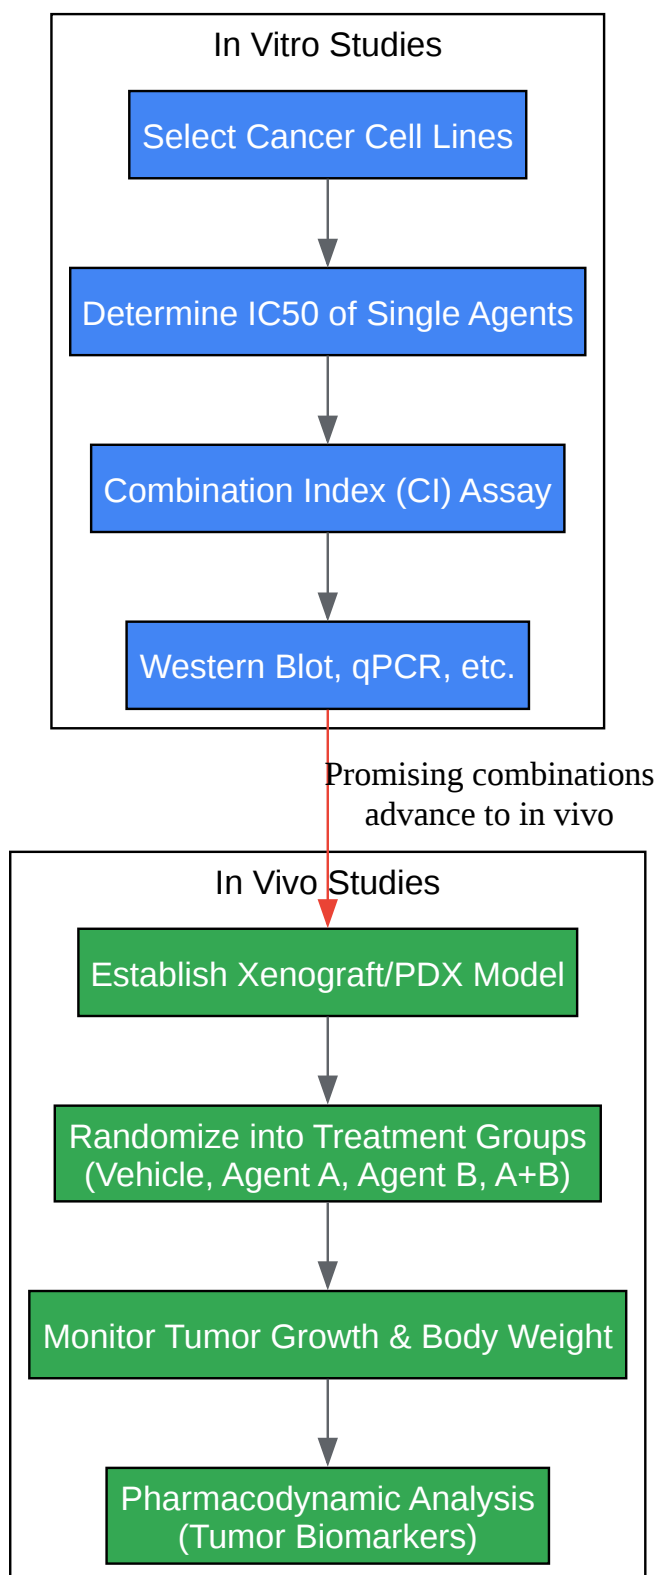 In Vitro Studies
Select Cancer Cell Lines
Determine IC50 of Single Agents
Combination Index (CI) Assay
Western Blot, qPCR, etc.
Promising combinations
advance to in vivo
In Vivo Studies
Establish Xenograft/PDX Model
Randomize into Treatment Groups
(Vehicle, Agent A, Agent B, A+B)
Monitor Tumor Growth & Body Weight
Pharmacodynamic Analysis
(Tumor Biomarkers)